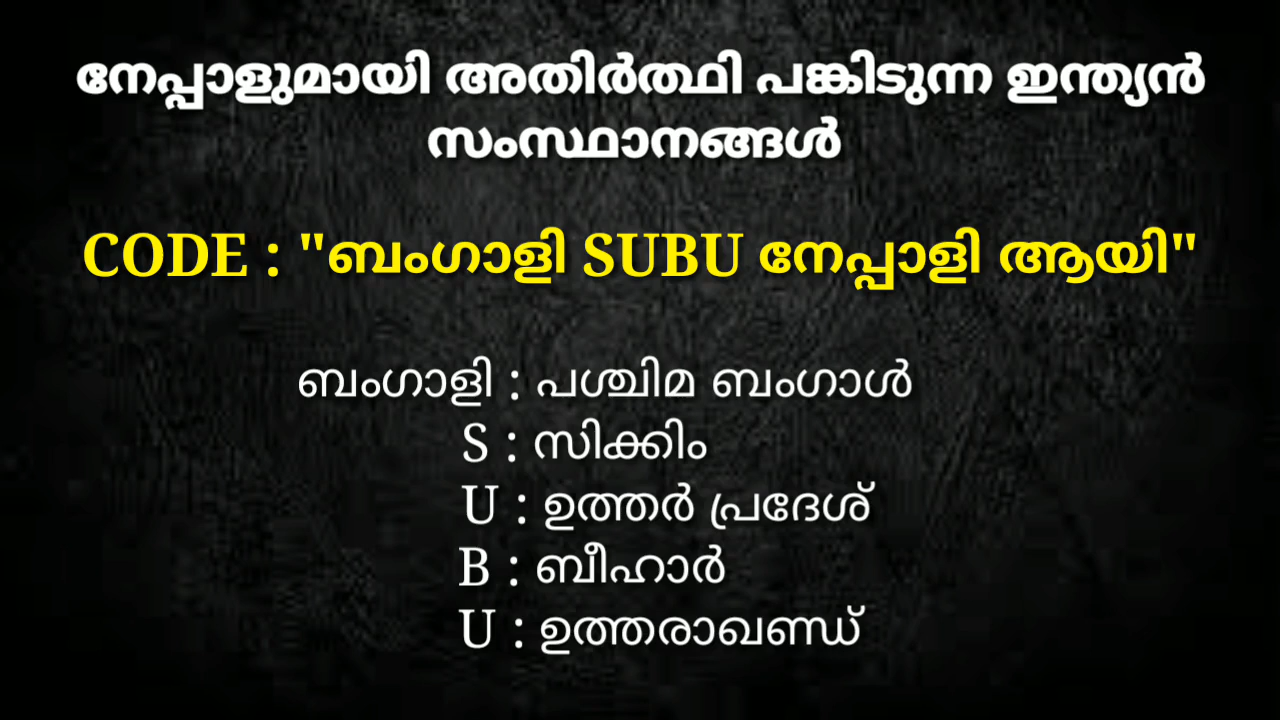 നേപ്പാളുമായി അതിർത്ഥി പങ്കിടുന്ന ഇന്ത്യൻ
സംസ്ഥാനങ്ങൾ
CODE : "ബംഗാളി SUBU നേപ്പാളി ആയി"
ബംഗാളി : പശ്ചിമ ബംഗാൾ
S : സിക്കിം
U : ഉത്തർ പ്രദേശ്
B : ബീഹാർ
U : ഉത്തരാഖണ്ഡ്